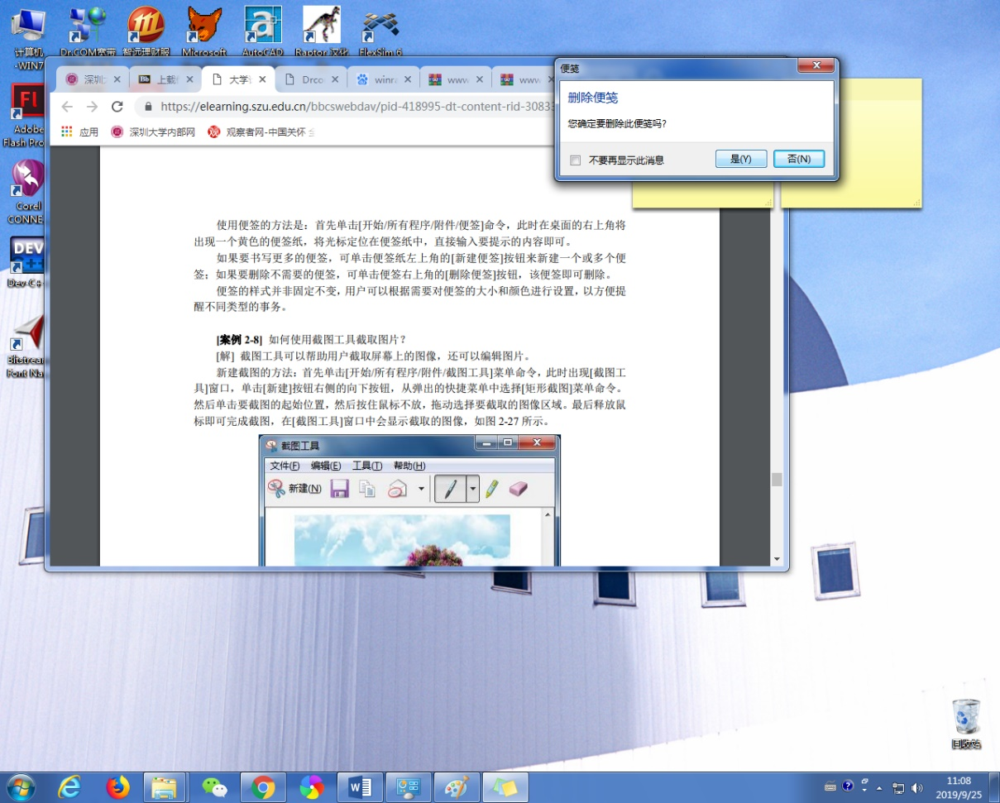 计算机
-WIN7
Dr.COM宽带
智远理财服
Microsoft
AutoCAD
Raptor 汉化
FlexSim 6
Adobe
Flash Pro
Corel
CONNE
DEV
C++
Dev-C+
Bitstream
Font Na
深圳
Bb 上载
大学
Drco
winra
www
www
https://elearning.szu.edu.cn/bbcswebdav/pid-418995-dt-content-rid-3083
应用
深圳大学内部网
观察者网-中国关怀
便笺
删除便笺
您确定要删除此便笺吗?
不要再显示此消息
是(Y)
否(N)
使用便签的方法是：首先单击[开始/所有程序/附件/便签]命令，此时在桌面的右上角将
出现一个黄色的便签纸，将光标定位在便签纸中，直接输入要提示的内容即可。
如果要书写更多的便签，可单击便签纸左上角的[新建便签]按钮来新建一个或多个便
签；如果要删除不需要的便签，可单击便签右上角的[删除便签]按钮，该便签即可删除。
便签的样式并非固定不变，用户可以根据需要对便签的大小和颜色进行设置，以方便提
醒不同类型的事务。
[案例 2-8] 如何使用截图工具截取图片？
[解] 截图工具可以帮助用户截取屏幕上的图像，还可以编辑图片。
新建截图的方法：首先单击[开始/所有程序/附件/截图工具]菜单命令，此时出现[截图工
具]窗口，单击[新建]按钮右侧的向下按钮，从弹出的快捷菜单中选择[矩形截图]菜单命令。
然后单击要截图的起始位置，然后按住鼠标不放，拖动选择要截取的图像区域。最后释放鼠
标即可完成截图，在[截图工具]窗口中会显示截取的图像，如图 2-27 所示。
截图工具
文件(F) 编辑(E) 工具(T) 帮助(H)
新建(N)
回收站
11:08
2019/9/25